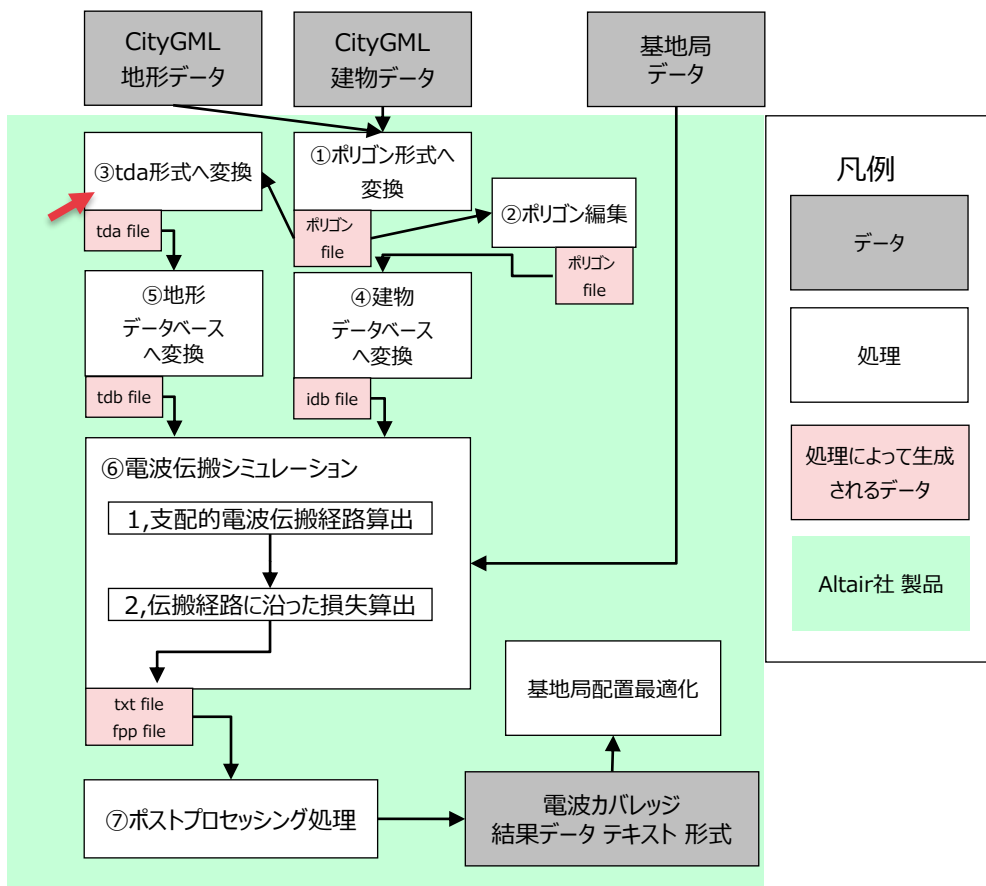 CityGML
地形データ
CityGML
建物データ
基地局
データ
③tda形式へ変換
tda file
①ポリゴン形式へ
変換
ポリゴン
file
②ポリゴン編集
ポリゴン
file
⑤地形
データベース
へ変換
tdb file
④建物
データベース
へ変換
idb file
⑥電波伝搬シミュレーション
1,支配的電波伝搬経路算出
2,伝搬経路に沿った損失算出
txt file
fpp file
基地局配置最適化
⑦ポストプロセッシング処理
電波カバレッジ
結果データ テキスト 形式
凡例
データ
処理
処理によって生成
されるデータ
Altair社 製品